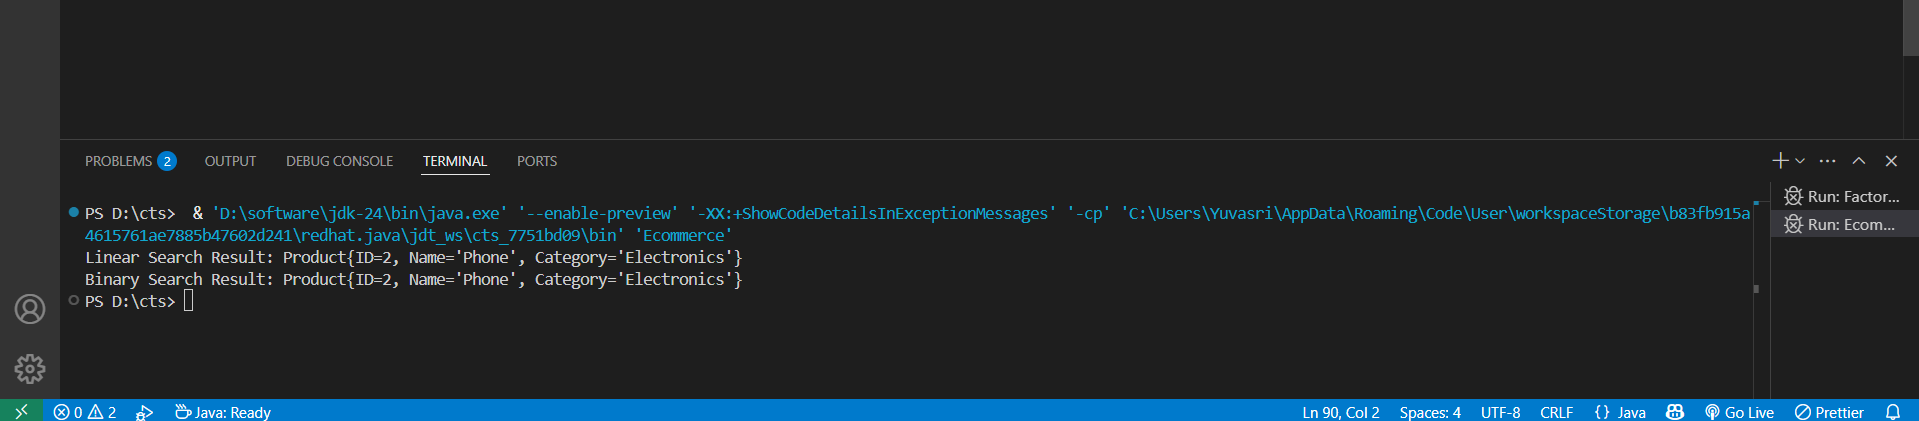 PROBLEMS 2 OUTPUT DEBUG CONSOLE TERMINAL PORTS
PS D:\cts>  & 'D:\software\jdk-24\bin\java.exe' '--enable-preview' '-XX:+ShowCodeDetailsInExceptionMessages' '-cp' 'C:\Users\Yuvasri\AppData\Roaming\Code\User\workspaceStorage\b83fb915a
4615761ae7885b47602d241\redhat.java\jdt_ws\cts_7751bd09\bin' 'Ecommerce'
Linear Search Result: Product{ID=2, Name='Phone', Category='Electronics'}
Binary Search Result: Product{ID=2, Name='Phone', Category='Electronics'}
PS D:\cts>
Run: Factor...
Run: Ecom...
0 2 Java: Ready Ln 90, Col 2 Spaces: 4 UTF-8 CRLF {} Java Go Live Prettier